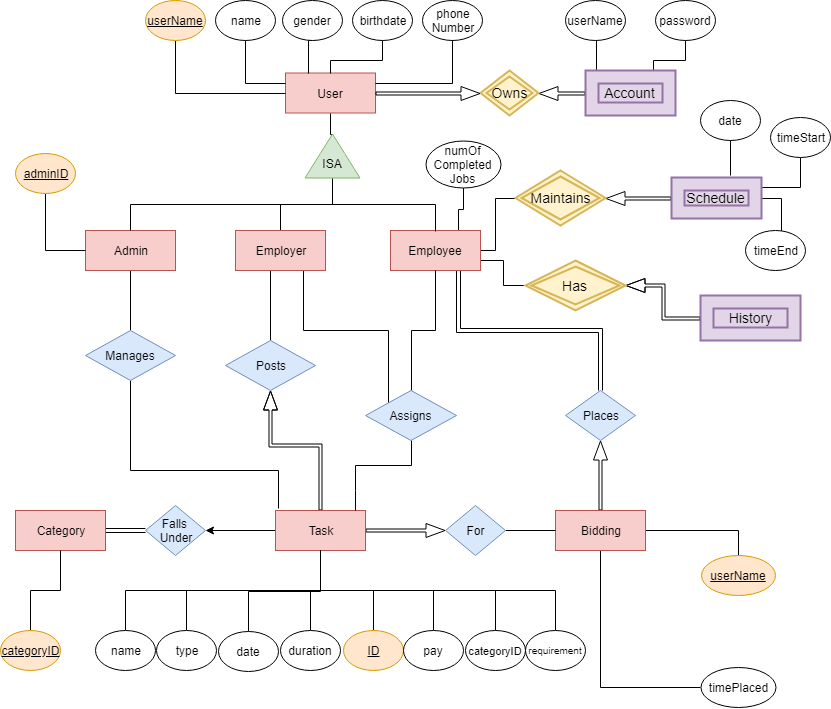 userName
name
gender
birthdate
phone
Number
userName
password
User
Owns
Account
date
timeStart
ISA
numOf
Completed
Jobs
adminID
Maintains
Schedule
Admin
Employer
Employee
timeEnd
Has
History
Manages
Posts
Assigns
Places
Category
Falls
Under
Task
For
Bidding
userName
categoryID
name
type
date
duration
ID
pay
categoryID
requirement
timePlaced